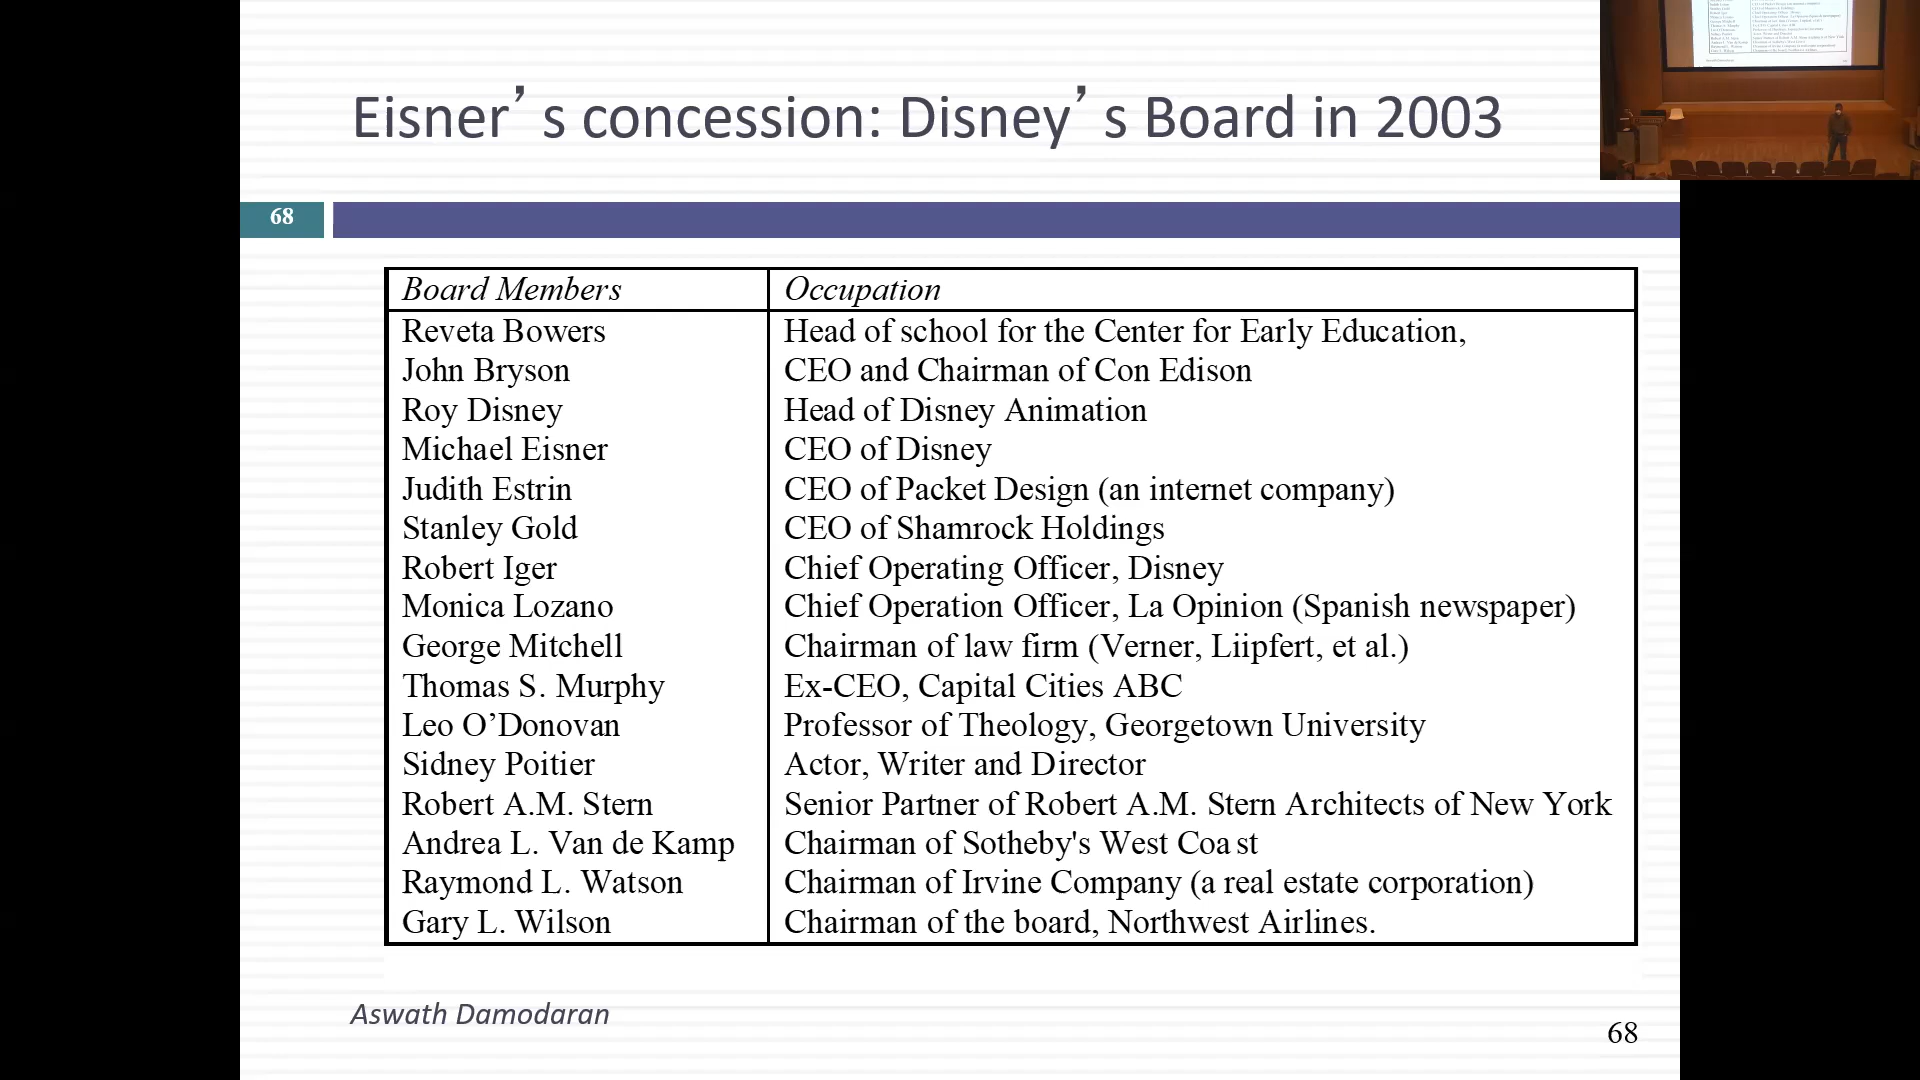 Eisner’s concession: Disney’s Board in 2003
68
Board Members Occupation
Reveta Bowers Head of school for the Center for Early Education,
John Bryson CEO and Chairman of Con Edison
Roy Disney Head of Disney Animation
Michael Eisner CEO of Disney
Judith Estrin CEO of Packet Design (an internet company)
Stanley Gold CEO of Shamrock Holdings
Robert Iger Chief Operating Officer, Disney
Monica Lozano Chief Operation Officer, La Opinion (Spanish newspaper)
George Mitchell Chairman of law firm (Verner, Liipfert, et al.)
Thomas S. Murphy Ex-CEO, Capital Cities ABC
Leo O’Donovan Professor of Theology, Georgetown University
Sidney Poitier Actor, Writer and Director
Robert A.M. Stern Senior Partner of Robert A.M. Stern Architects of New York
Andrea L. Van de Kamp Chairman of Sotheby's West Coa st
Raymond L. Watson Chairman of Irvine Company (a real estate corporation)
Gary L. Wilson Chairman of the board, Northwest Airlines.
Aswath Damodaran
68